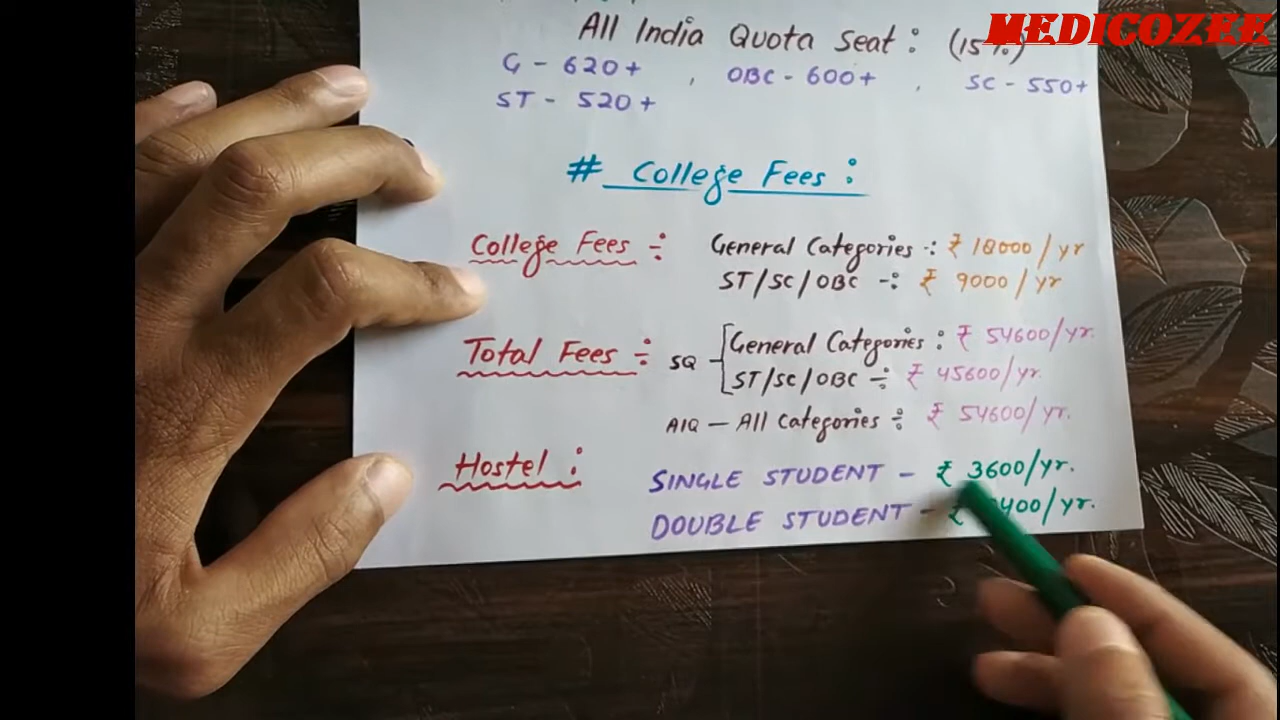 MEDICOZEE
All India Quota Seat : (15%)
G - 620+ , OBC - 600+ , SC - 550+
ST - 520+
# College Fees :
College Fees ÷ General Categories -: ₹ 18000/yr
ST/SC/OBC -: ₹ 9000/yr
Total Fees ÷ SQ General Categories : ₹ 54600/yr.
ST/SC/OBC ÷ ₹ 45600/yr.
AIQ — All Categories ÷ ₹ 54600/yr.
Hostel : SINGLE STUDENT - ₹ 3600/yr.
DOUBLE STUDENT - ₹ /yr.